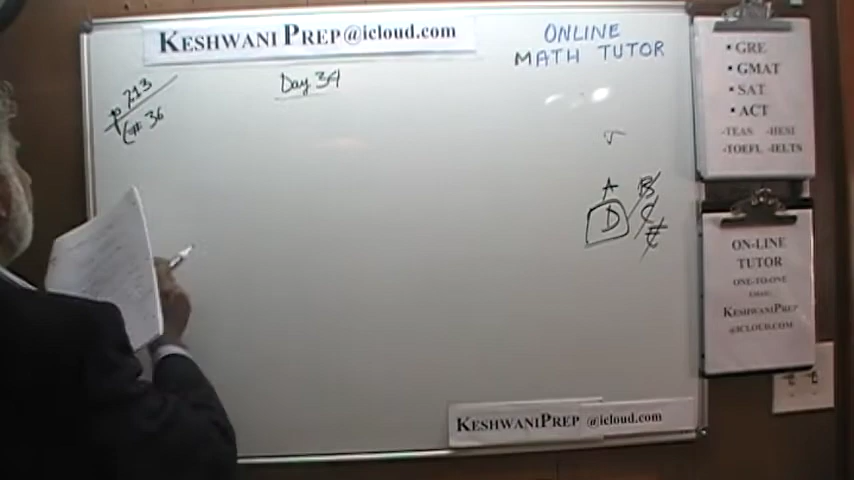 KESHWANI PREP@icloud.com
ONLINE
MATH TUTOR
Day 34
p 213
36
A B
D C
E
• GRE
• GMAT
• SAT
• ACT
-TEAS -HESI
-TOEFL -IELTS
ON-LINE
TUTOR
ONE-TO-ONE
KESHWANIPREP
@ICLOUD.COM
KESHWANIPREP @icloud.com